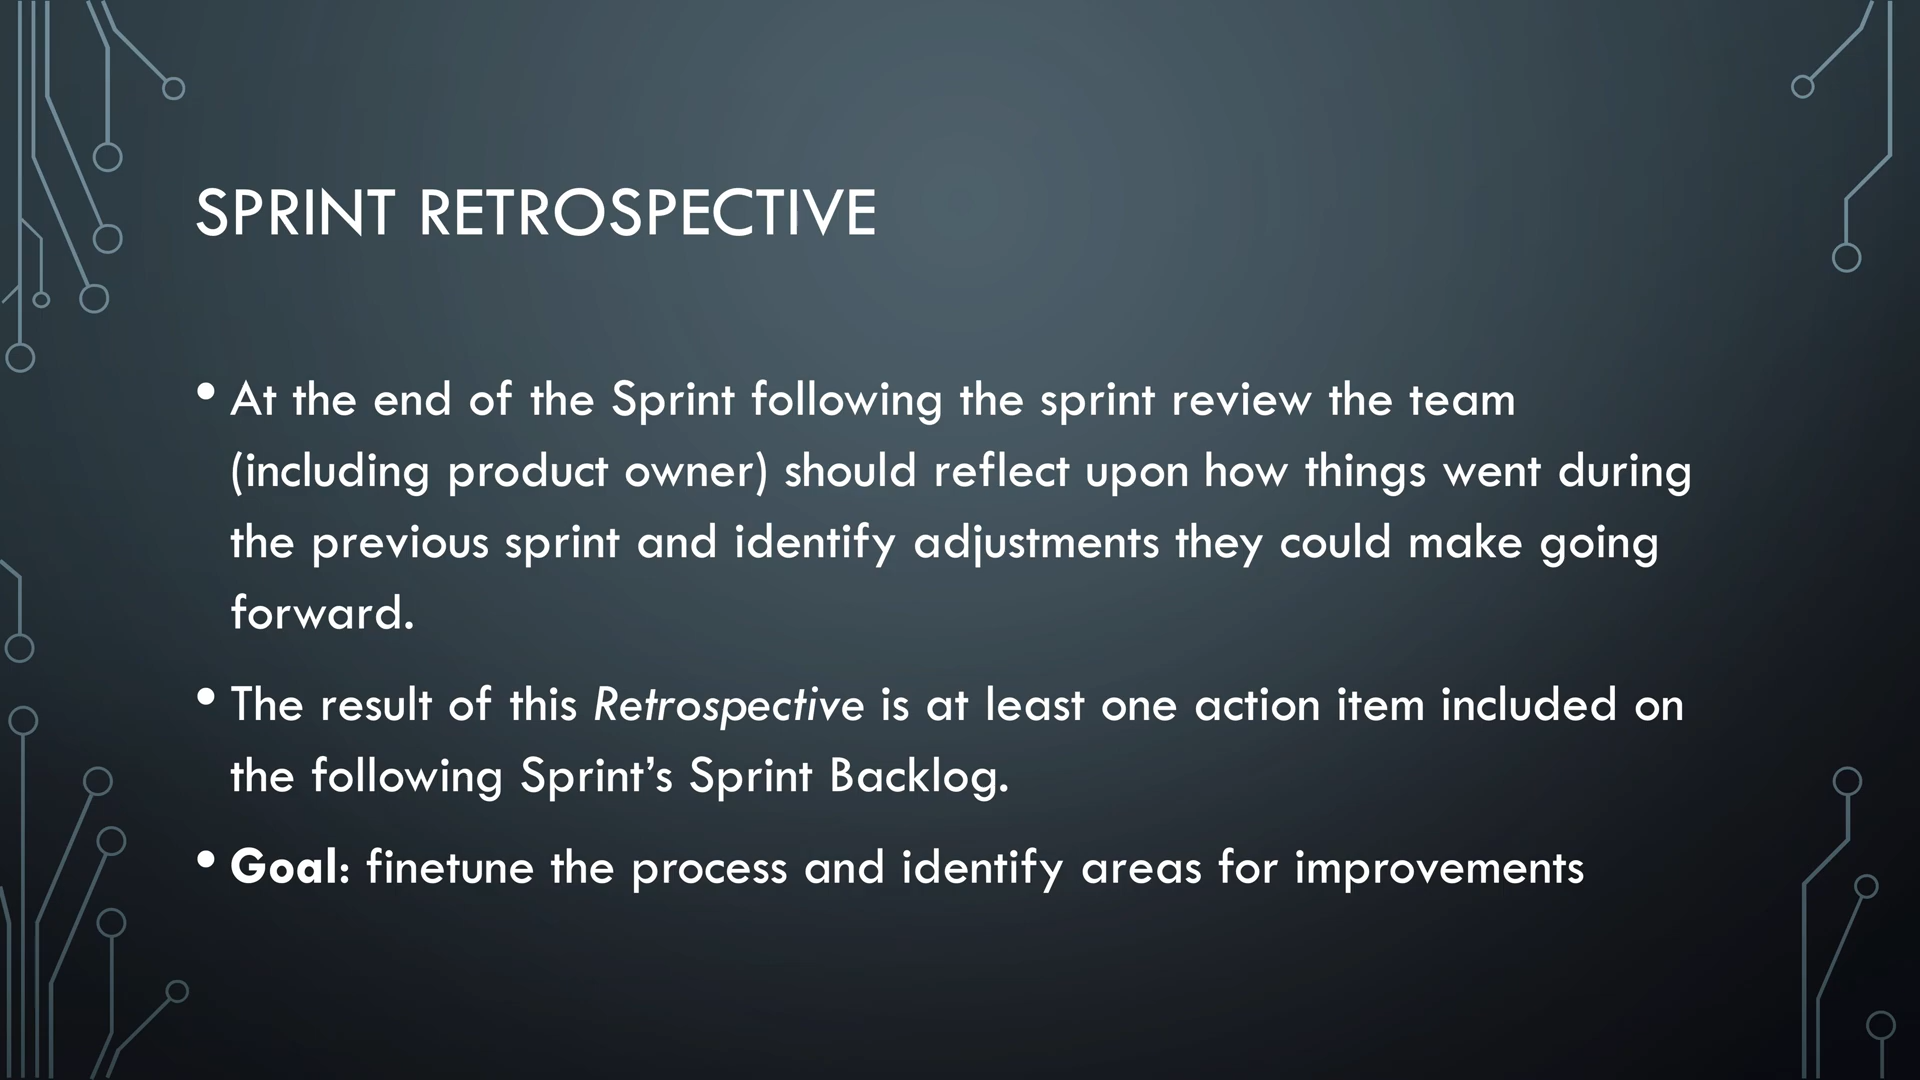 SPRINT RETROSPECTIVE
• At the end of the Sprint following the sprint review the team
(including product owner) should reflect upon how things went during
the previous sprint and identify adjustments they could make going
forward.
• The result of this Retrospective is at least one action item included on
the following Sprint’s Sprint Backlog.
• Goal: finetune the process and identify areas for improvements